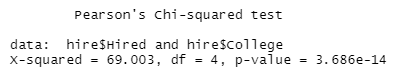 Pearson's Chi-squared test
data:  hire$Hired and hire$College
X-squared = 69.003, df = 4, p-value = 3.686e-14